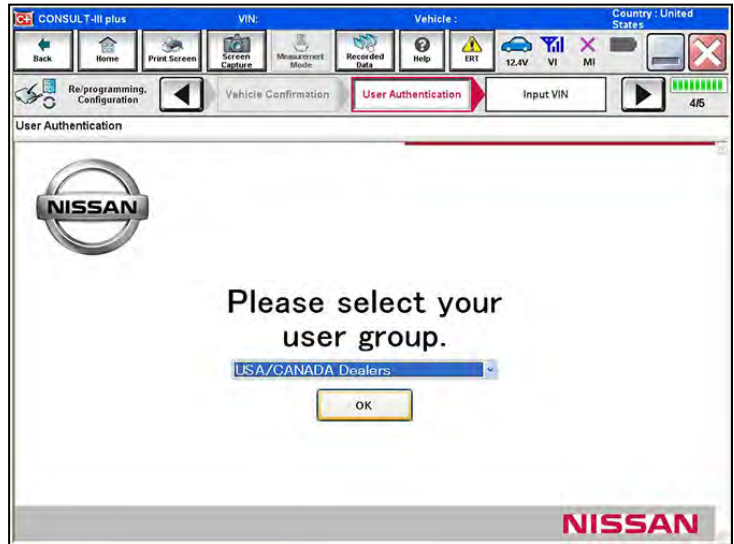 CONSULT-III plus VIN: Vehicle : Country : United States
Back Home Print Screen Screen Capture Measurement Mode Recorded Data Help ERT 12.4V VI MI
Re/programming, Configuration Vehicle Confirmation User Authentication Input VIN 4/5
User Authentication
NISSAN
Please select your
user group.
USA/CANADA Dealers
OK
NISSAN